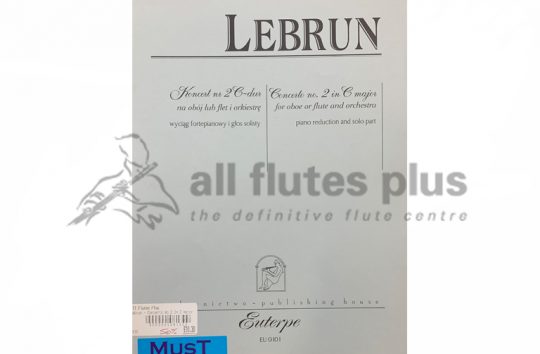 LEBRUN
Koncert nr 2 C-dur
na obój lub flet i orkiestrę
wyciąg fortepianowy i głos solisty
Concerto no. 2 in C major
for oboe or flute and orchestra
piano reduction and solo part
all flutes plus
the definitive flute centre
publishing house
Euterpe
MusT